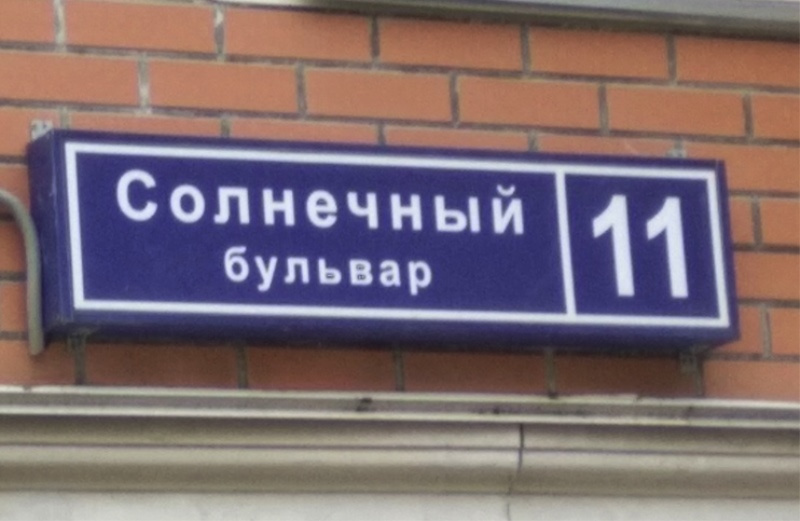 Солнечный
бульвар
11